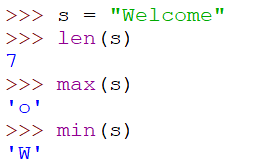 >>> s = "Welcome"
>>> len(s)
7
>>> max(s)
'o'
>>> min(s)
'W'